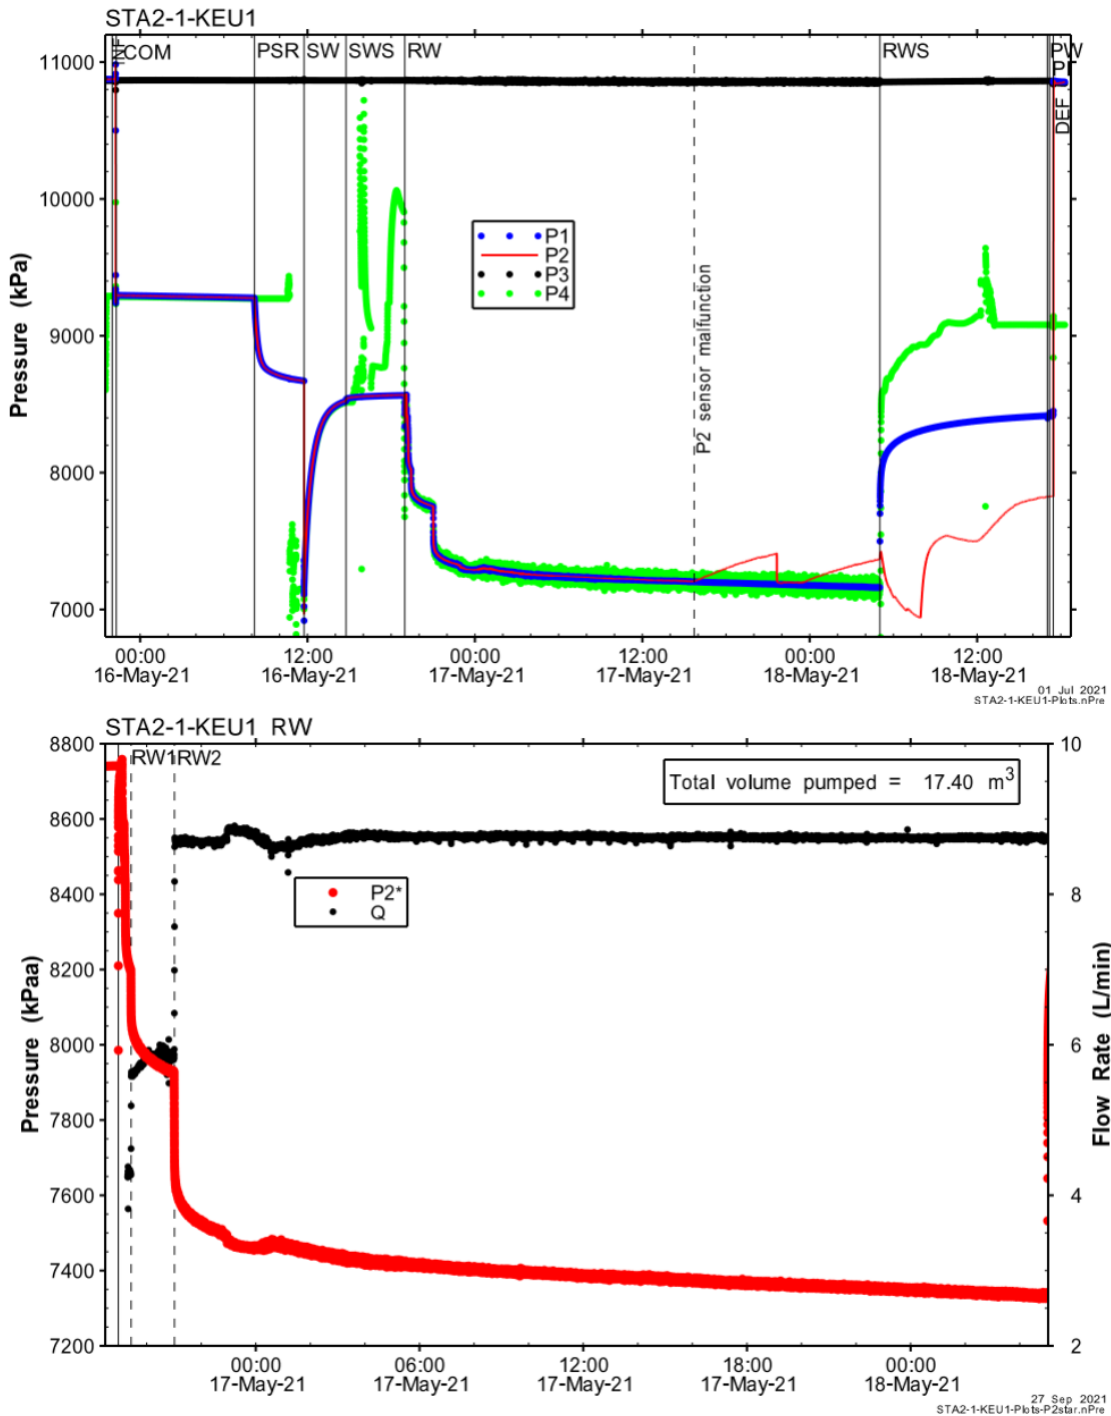 STA2-1-KEU1
INF COM PSR SW SWS RW RWS PW
PI
DEF
11000
10000
9000
8000
7000
Pressure (kPa)
P1
P2
P3
P4
P2 sensor malfunction
00:00 12:00 00:00 12:00 00:00 12:00
16-May-21 16-May-21 17-May-21 17-May-21 18-May-21 18-May-21
01 Jul 2021
STA2-1-KEU1-Plots.nPre
STA2-1-KEU1 RW
RW1 RW2
Total volume pumped = 17.40 m³
8800
8600
8400
8200
8000
7800
7600
7400
7200
Pressure (kPaa)
P2*
Q
10
8
6
4
2
Flow Rate (L/min)
00:00 06:00 12:00 18:00 00:00
17-May-21 17-May-21 17-May-21 17-May-21 18-May-21
27 Sep 2021
STA2-1-KEU1-Plots-P2star.nPre